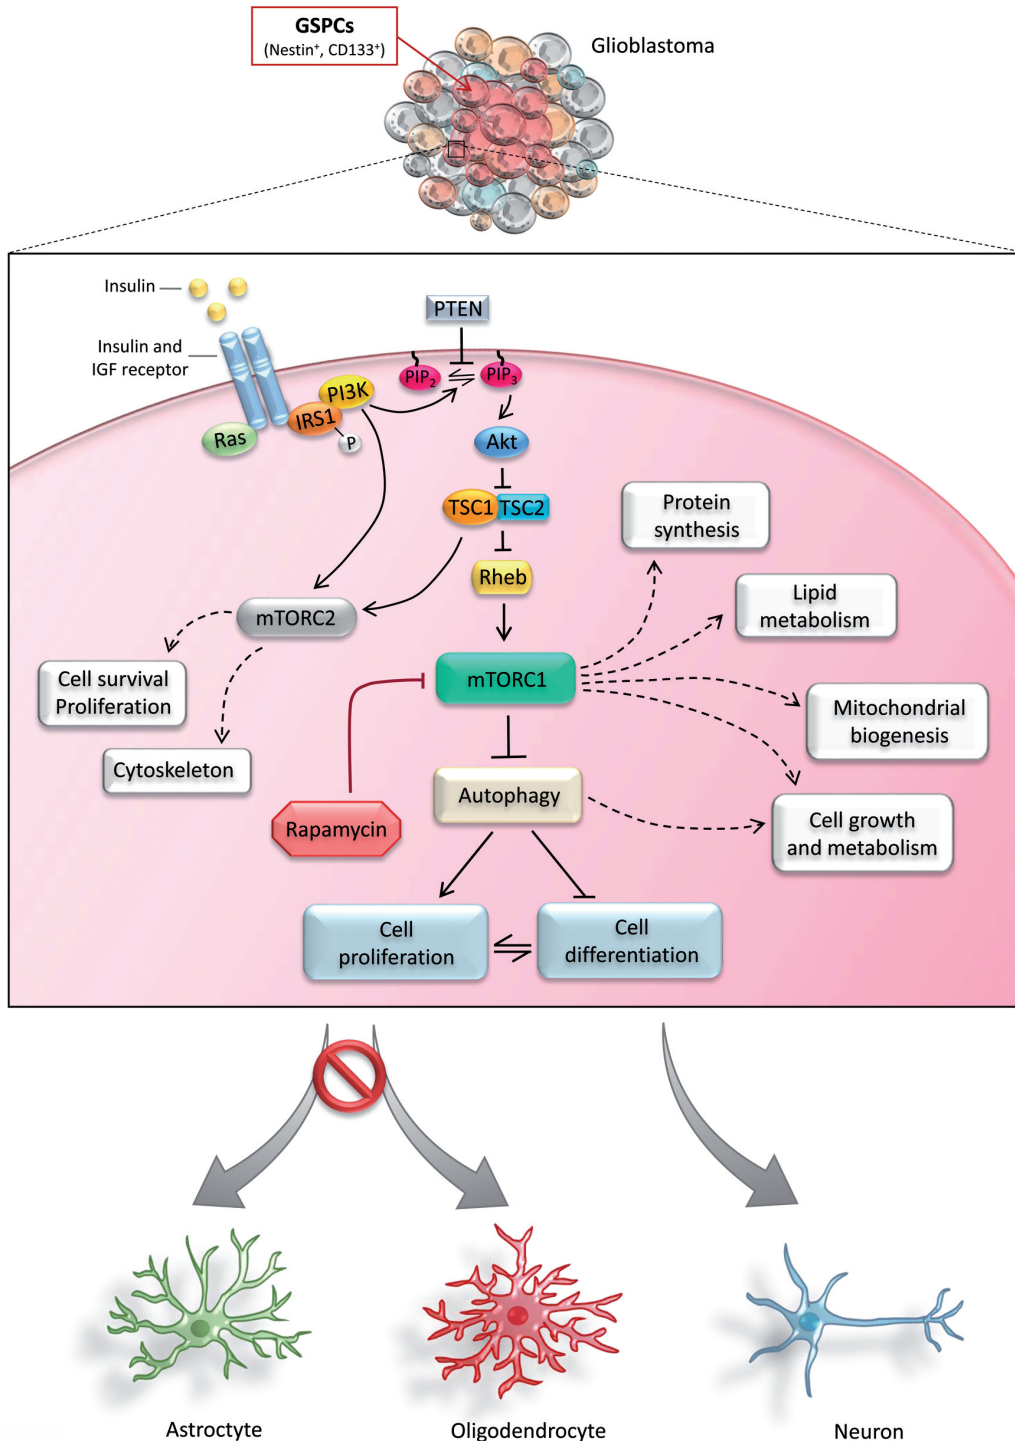 GSPCs
(Nestin⁺, CD133⁺)
Glioblastoma
Insulin
Insulin and
IGF receptor
PTEN
PIP₂
PIP₃
PI3K
IRS1
P
Ras
Akt
TSC1
TSC2
Rheb
mTORC2
mTORC1
Protein
synthesis
Lipid
metabolism
Mitochondrial
biogenesis
Cell growth
and metabolism
Cell survival
Proliferation
Cytoskeleton
Autophagy
Rapamycin
Cell
proliferation
Cell
differentiation
Astroctyte
Oligodendrocyte
Neuron